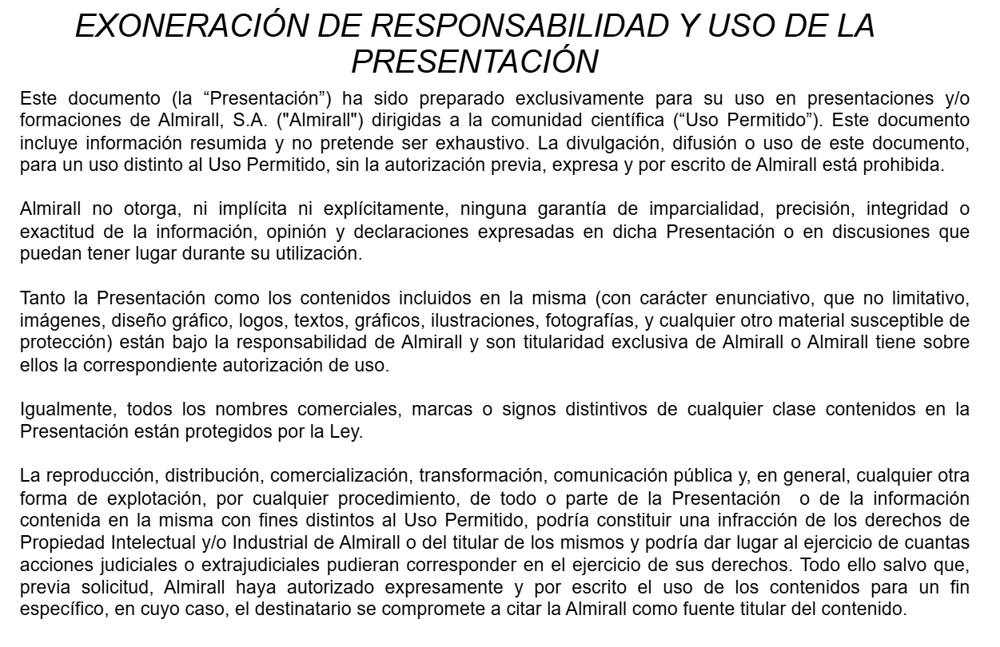 EXONERACIÓN DE RESPONSABILIDAD Y USO DE LA
PRESENTACIÓN
Este documento (la “Presentación”) ha sido preparado exclusivamente para su uso en presentaciones y/o
formaciones de Almirall, S.A. ("Almirall") dirigidas a la comunidad científica (“Uso Permitido”). Este documento
incluye información resumida y no pretende ser exhaustivo. La divulgación, difusión o uso de este documento,
para un uso distinto al Uso Permitido, sin la autorización previa, expresa y por escrito de Almirall está prohibida.
Almirall no otorga, ni implícita ni explícitamente, ninguna garantía de imparcialidad, precisión, integridad o
exactitud de la información, opinión y declaraciones expresadas en dicha Presentación o en discusiones que
puedan tener lugar durante su utilización.
Tanto la Presentación como los contenidos incluidos en la misma (con carácter enunciativo, que no limitativo,
imágenes, diseño gráfico, logos, textos, gráficos, ilustraciones, fotografías, y cualquier otro material susceptible de
protección) están bajo la responsabilidad de Almirall y son titularidad exclusiva de Almirall o Almirall tiene sobre
ellos la correspondiente autorización de uso.
Igualmente, todos los nombres comerciales, marcas o signos distintivos de cualquier clase contenidos en la
Presentación están protegidos por la Ley.
La reproducción, distribución, comercialización, transformación, comunicación pública y, en general, cualquier otra
forma de explotación, por cualquier procedimiento, de todo o parte de la Presentación  o de la información
contenida en la misma con fines distintos al Uso Permitido, podría constituir una infracción de los derechos de
Propiedad Intelectual y/o Industrial de Almirall o del titular de los mismos y podría dar lugar al ejercicio de cuantas
acciones judiciales o extrajudiciales pudieran corresponder en el ejercicio de sus derechos. Todo ello salvo que,
previa solicitud, Almirall haya autorizado expresamente y por escrito el uso de los contenidos para un fin
específico, en cuyo caso, el destinatario se compromete a citar la Almirall como fuente titular del contenido.